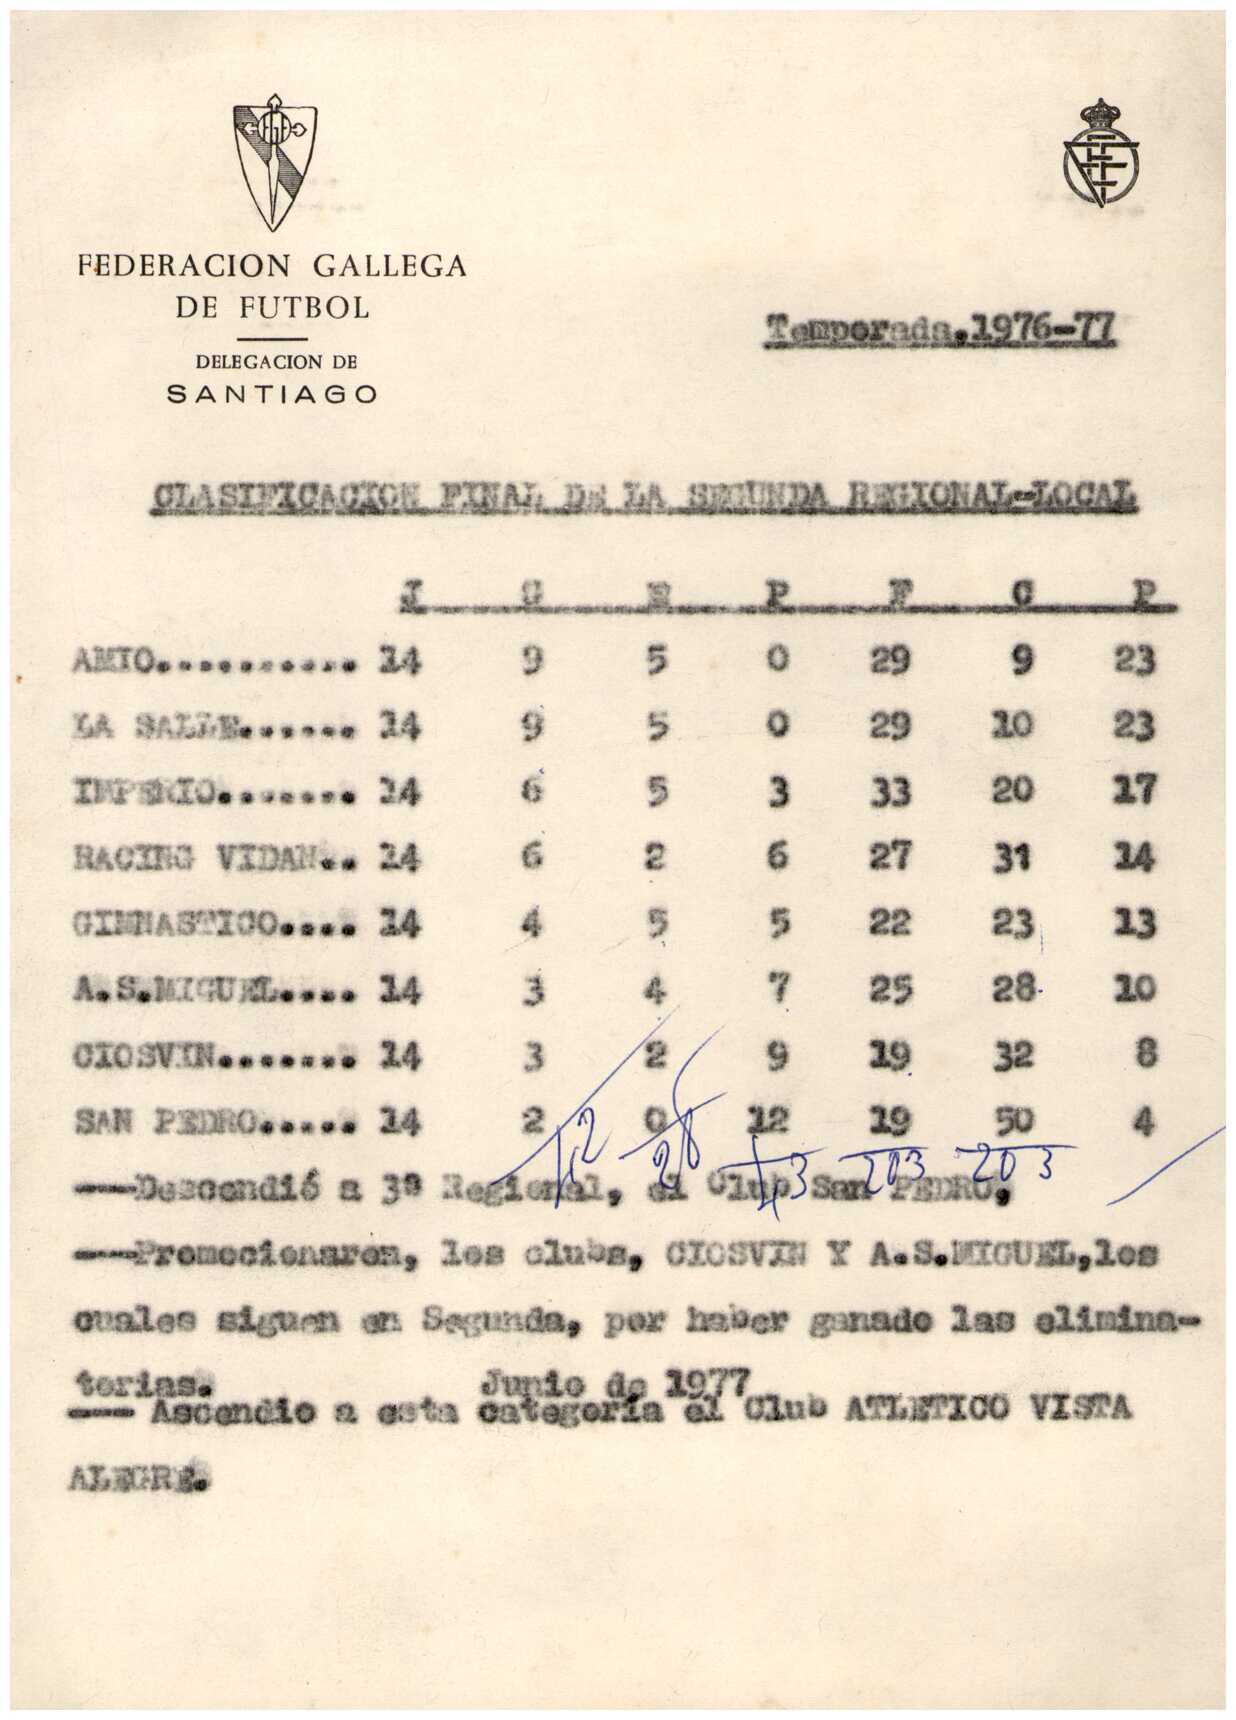 FEDERACION GALLEGA
DE FUTBOL
DELEGACION DE
SANTIAGO
Temporada.1976-77
CLASIFICACION FINAL DE LA SEGUNDA REGIONAL-LOCAL
J G E P F C P
AMIO........... 14 9 5 0 29 9 23
LA SALLE...... 14 9 5 0 29 10 23
IMPERIO........ 14 6 5 3 33 20 17
RACING VIDAN.. 14 6 2 6 27 31 14
GIMNASTICO.... 14 4 5 5 22 23 13
A.S.MIGUEL.... 14 3 4 7 25 28 10
CIOSVIN....... 14 3 2 9 19 32 8
SAN PEDRO..... 14 2 0 12 19 50 4
42 28 43 203 203
---Descendió a 3ª Regional, el Club San PEDRO,
---Promocionaron, los clubs, CIOSVIN Y A.S.MIGUEL,los
cuales siguen en Segunda, por haber ganado las elimina-
torias. Junio de 1977
--- Ascendio a esta categoría el Club ATLETICO VISTA
ALEGRE.